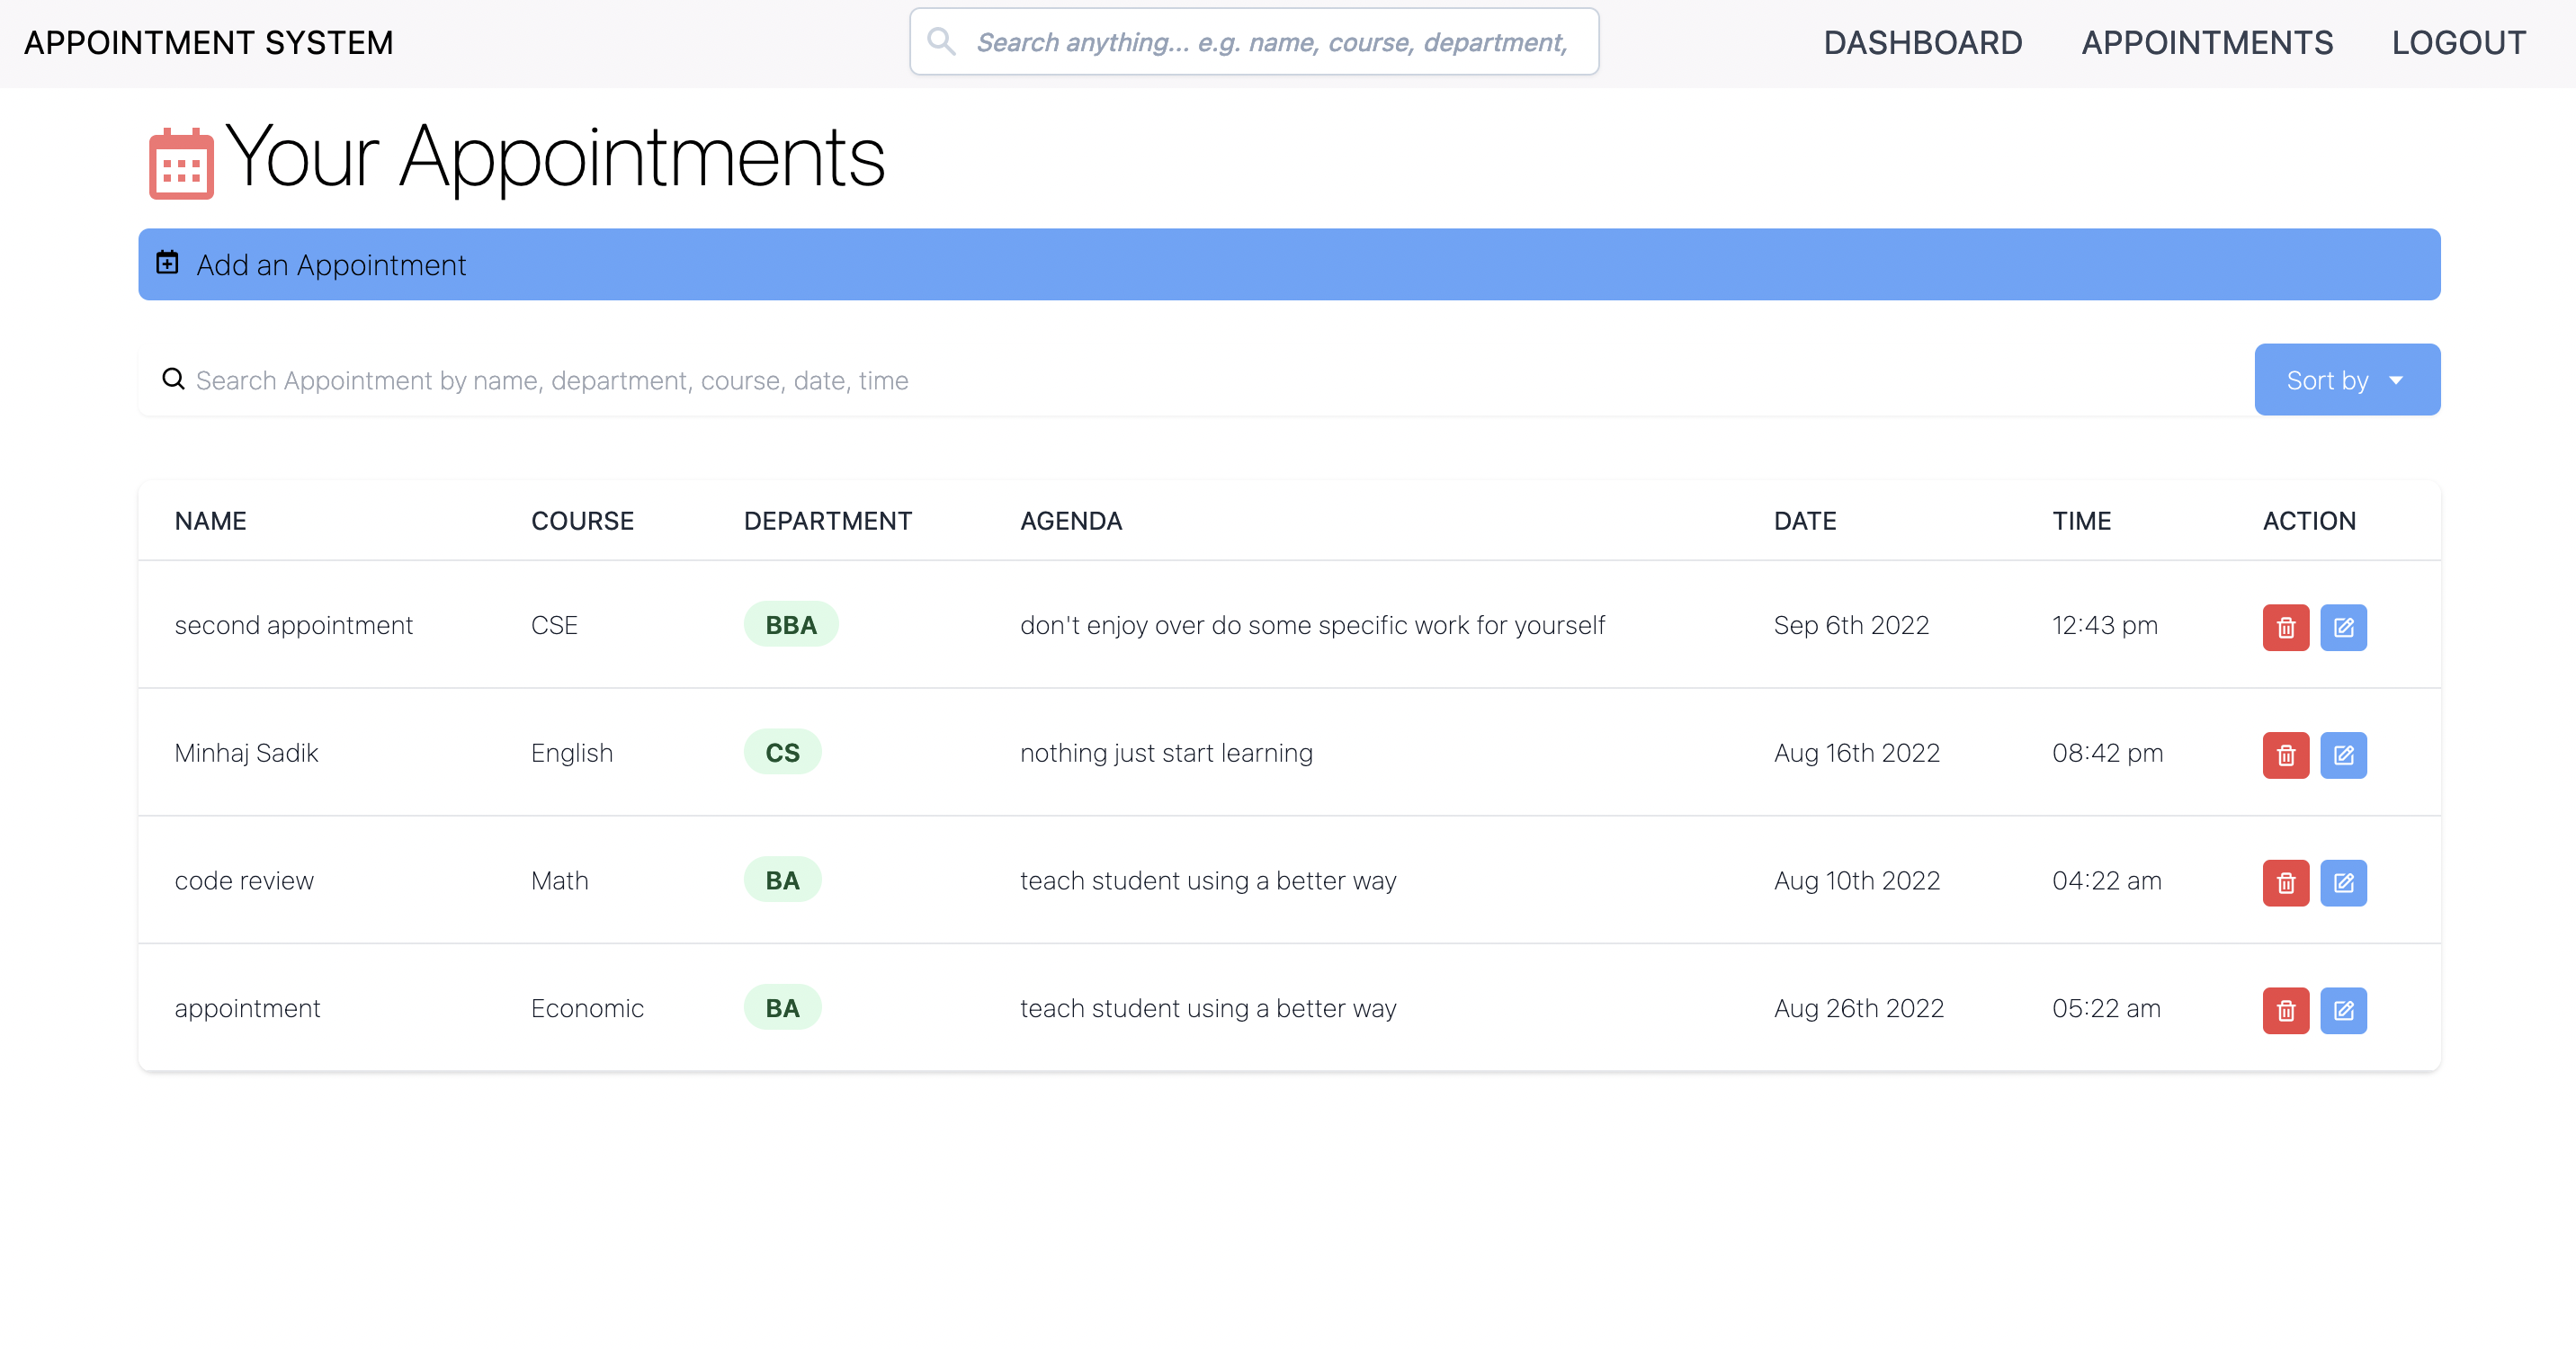 APPOINTMENT SYSTEM Search anything... e.g. name, course, department, DASHBOARD APPOINTMENTS LOGOUT
Your Appointments
Add an Appointment
Search Appointment by name, department, course, date, time Sort by
NAME COURSE DEPARTMENT AGENDA DATE TIME ACTION
second appointment CSE BBA don't enjoy over do some specific work for yourself Sep 6th 2022 12:43 pm
Minhaj Sadik English CS nothing just start learning Aug 16th 2022 08:42 pm
code review Math BA teach student using a better way Aug 10th 2022 04:22 am
appointment Economic BA teach student using a better way Aug 26th 2022 05:22 am